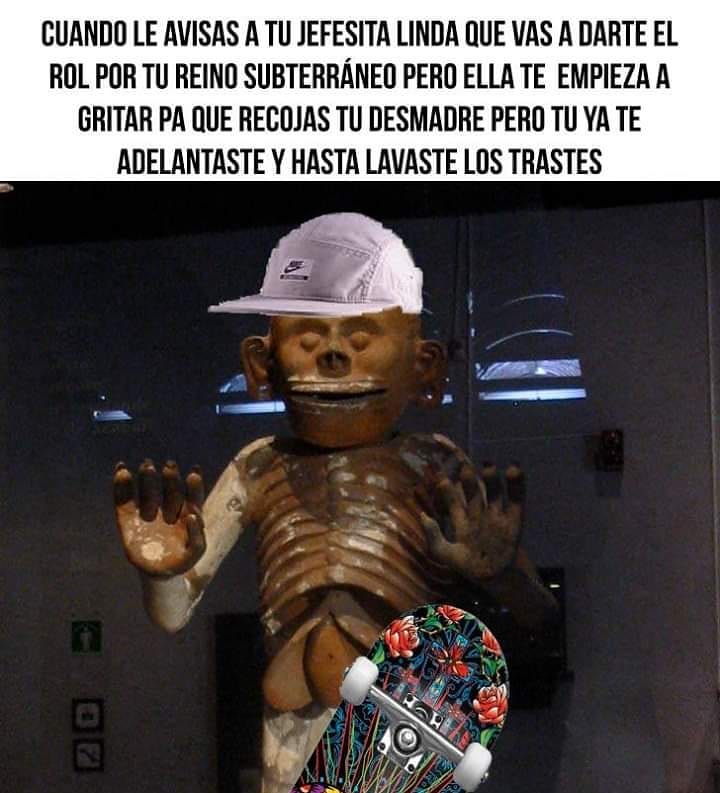 CUANDO LE AVISAS A TU JEFESITA LINDA QUE VAS A DARTE EL
ROL POR TU REINO SUBTERRÁNEO PERO ELLA TE EMPIEZA A
GRITAR PA QUE RECOJAS TU DESMADRE PERO TU YA TE
ADELANTASTE Y HASTA LAVASTE LOS TRASTES
NIKE